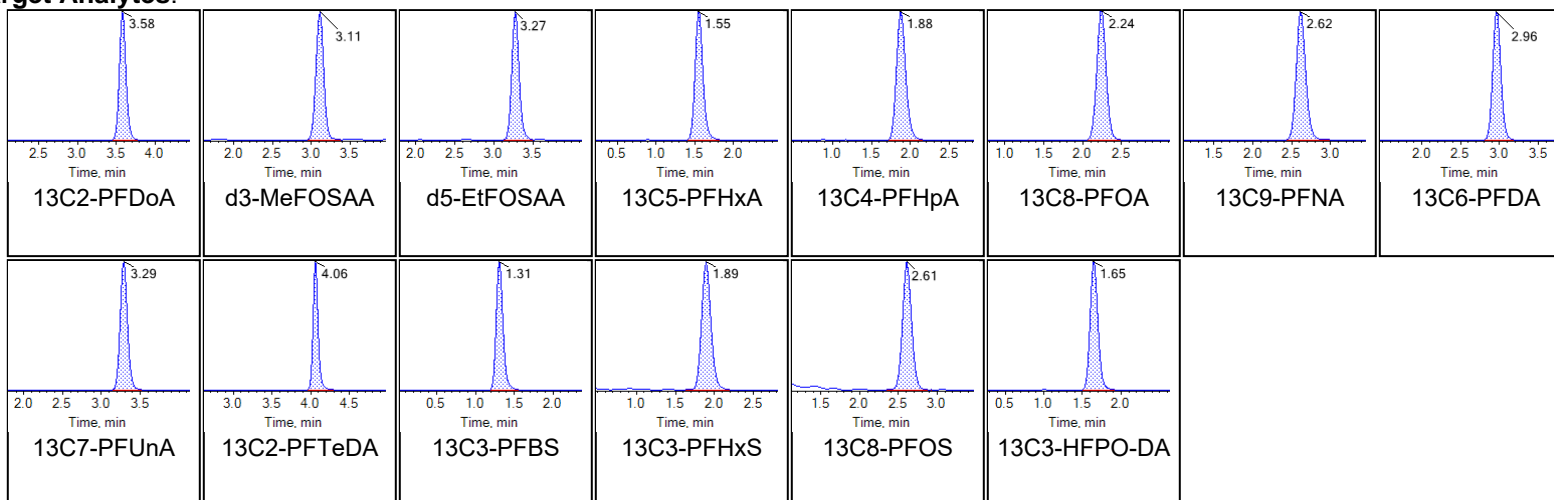 rget Analytes:
3.58 3.11 3.27 1.55 1.88 2.24 2.62 2.96
2.5 3.0 3.5 4.0 2.0 2.5 3.0 3.5 2.0 2.5 3.0 3.5 0.5 1.0 1.5 2.0 1.0 1.5 2.0 2.5 1.0 1.5 2.0 2.5 1.5 2.0 2.5 3.0 2.0 2.5 3.0 3.5
Time, min Time, min Time, min Time, min Time, min Time, min Time, min Time, min
13C2-PFDoA d3-MeFOSAA d5-EtFOSAA 13C5-PFHxA 13C4-PFHpA 13C8-PFOA 13C9-PFNA 13C6-PFDA
3.29 4.06 1.31 1.89 2.61 1.65
2.0 2.5 3.0 3.5 3.0 3.5 4.0 4.5 0.5 1.0 1.5 2.0 1.0 1.5 2.0 2.5 1.5 2.0 2.5 3.0 0.5 1.0 1.5 2.0
Time, min Time, min Time, min Time, min Time, min Time, min
13C7-PFUnA 13C2-PFTeDA 13C3-PFBS 13C3-PFHxS 13C8-PFOS 13C3-HFPO-DA